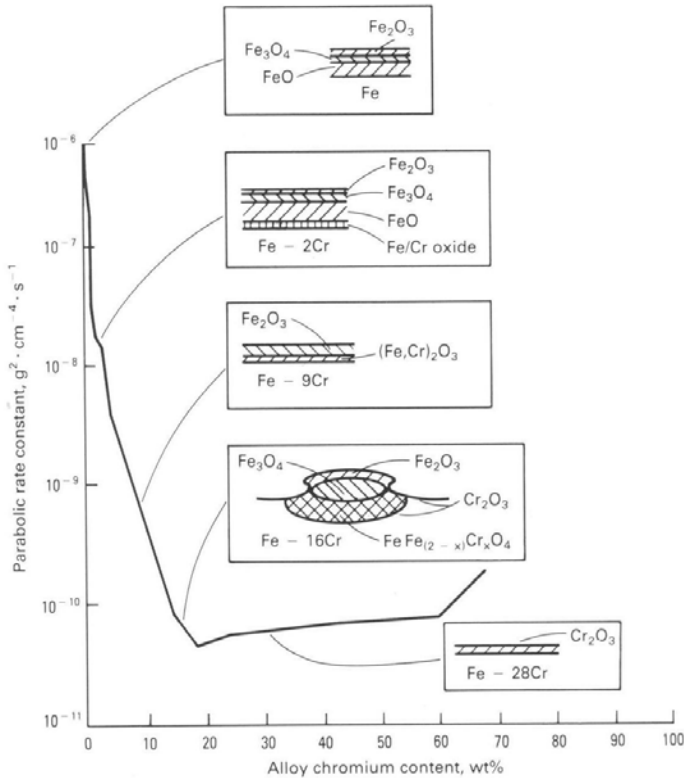 Fe₂O₃
Fe₃O₄
FeO
Fe
Fe₂O₃
Fe₃O₄
FeO
Fe/Cr oxide
Fe – 2Cr
Fe₂O₃
(Fe,Cr)₂O₃
Fe – 9Cr
Fe₃O₄
Fe₂O₃
Cr₂O₃
Fe – 16Cr
Fe Fe₍₂ ₋ ₓ₎CrₓO₄
Cr₂O₃
Fe – 28Cr
Parabolic rate constant, g² · cm⁻⁴ · s⁻¹
10⁻⁶
10⁻⁷
10⁻⁸
10⁻⁹
10⁻¹⁰
10⁻¹¹
0 10 20 30 40 50 60 70 80 90 100
Alloy chromium content, wt%